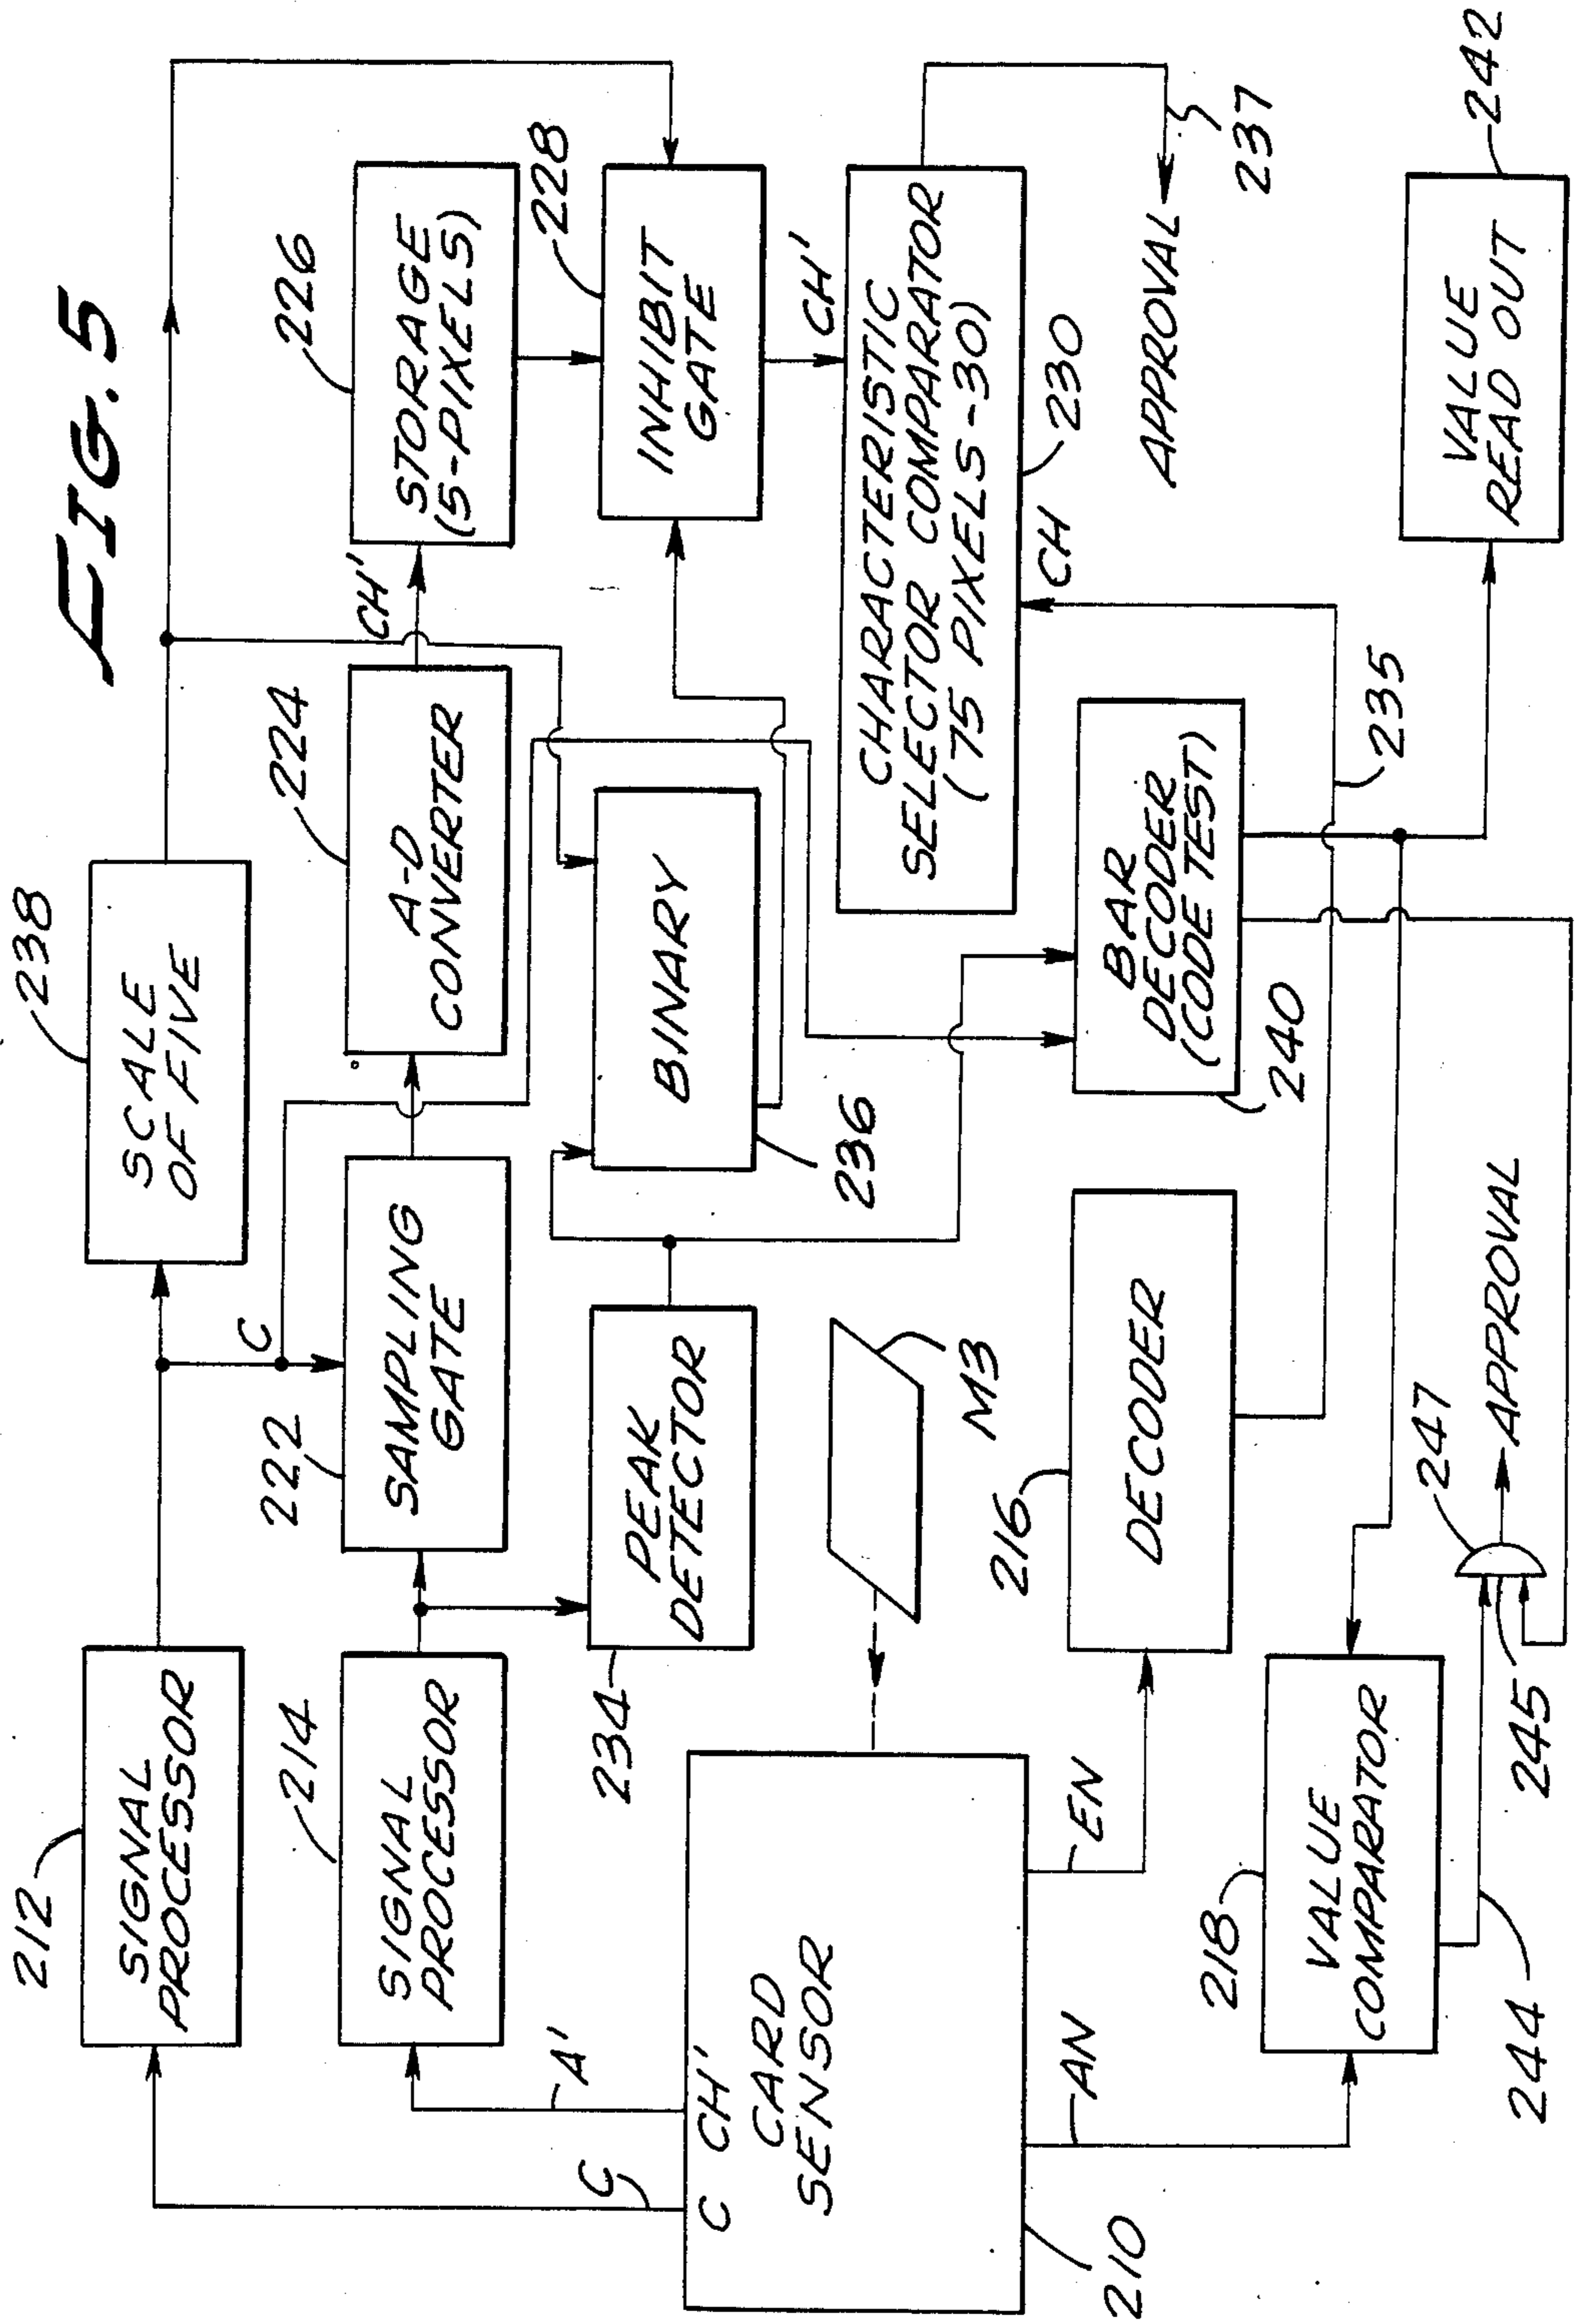 FIG. 5
212
SIGNAL
PROCESSOR
238
SCALE
OF FIVE
214
SIGNAL
PROCESSOR
C
222
SAMPLING
GATE
224
A-D
CONVERTER
CH'
226
STORAGE
(5-PIXELS)
234
PEAK
DETECTOR
BINARY
236
228
INHIBIT
GATE
CH'
C
A'
C CH'
CARD
SENSOR
210
M3
CHARACTERISTIC
SELECTOR COMPARATOR
(75 PIXELS-30)
230
CH
AN
EN
216
DECODER
BAR
DECODER
(CODE TEST)
240
235
APPROVAL
237
218
VALUE
COMPARATOR
244
245
247
APPROVAL
VALUE
READ OUT
242